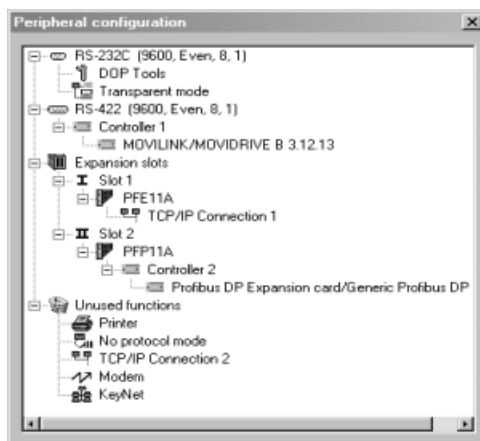 Peripheral configuration
RS-232C (9600, Even, 8, 1)
DOP Tools
Transparent mode
RS-422 (9600, Even, 8, 1)
Controller 1
MOVILINK/MOVIDRIVE B 3.12.13
Expansion slots
I Slot 1
PFE11A
TCP/IP Connection 1
II Slot 2
PFP11A
Controller 2
Profibus DP Expansion card/Generic Profibus DP
Unused functions
Printer
No protocol mode
TCP/IP Connection 2
Modem
KeyNet